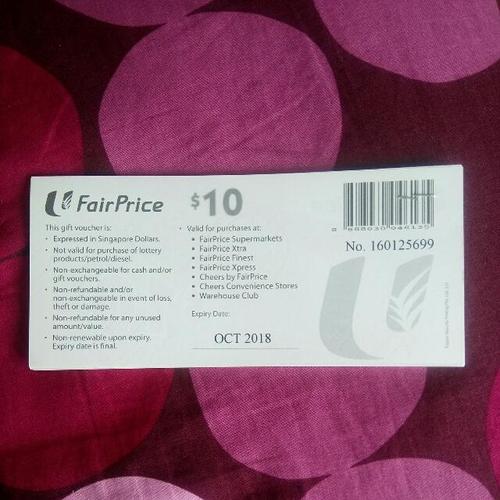 FairPrice
This gift voucher is:
• Expressed in Singapore Dollars.
• Not valid for purchase of lottery
products/petrol/diesel.
• Non-exchangeable for cash and/or
gift vouchers.
• Non-refundable and/or
non-exchangeable in event of loss,
theft or damage.
• Non-refundable for any unused
amount/value.
• Non-renewable upon expiry.
Expiry date is final.
$10
• Valid for purchases at:
• FairPrice Supermarkets
• FairPrice Xtra
• FairPrice Finest
• FairPrice Xpress
• Cheers by FairPrice
• Cheers Convenience Stores
• Warehouse Club
Expiry Date:
OCT 2018
No. 160125699